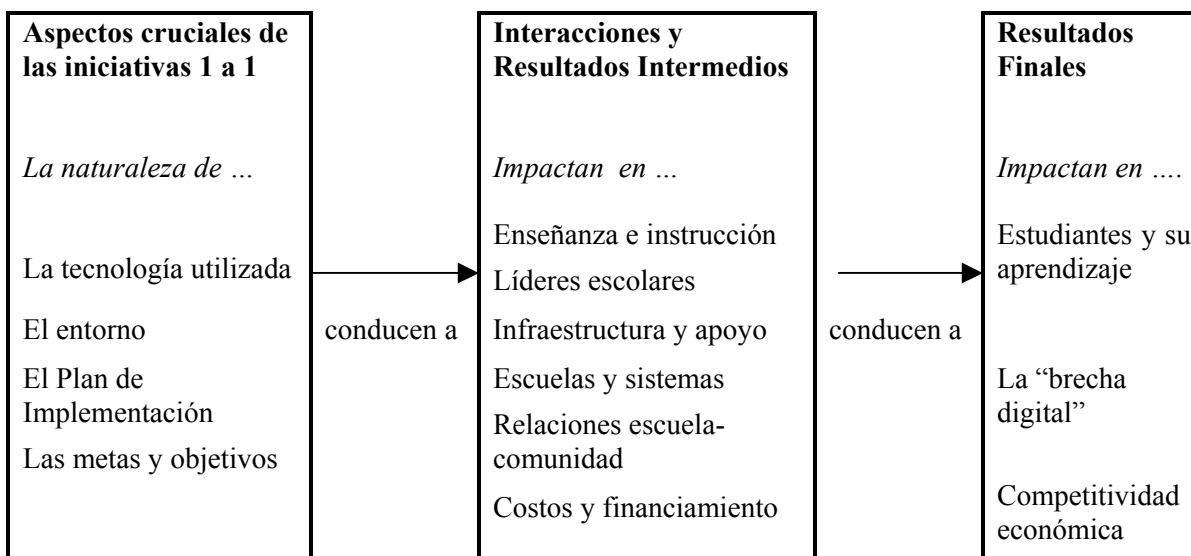 Aspectos cruciales de
las iniciativas 1 a 1
La naturaleza de …
La tecnología utilizada
El entorno
El Plan de
Implementación
Las metas y objetivos
conducen a
Interacciones y
Resultados Intermedios
Impactan en …
Enseñanza e instrucción
Líderes escolares
Infraestructura y apoyo
Escuelas y sistemas
Relaciones escuela-
comunidad
Costos y financiamiento
conducen a
Resultados
Finales
Impactan en ….
Estudiantes y su
aprendizaje
La “brecha
digital”
Competitividad
económica